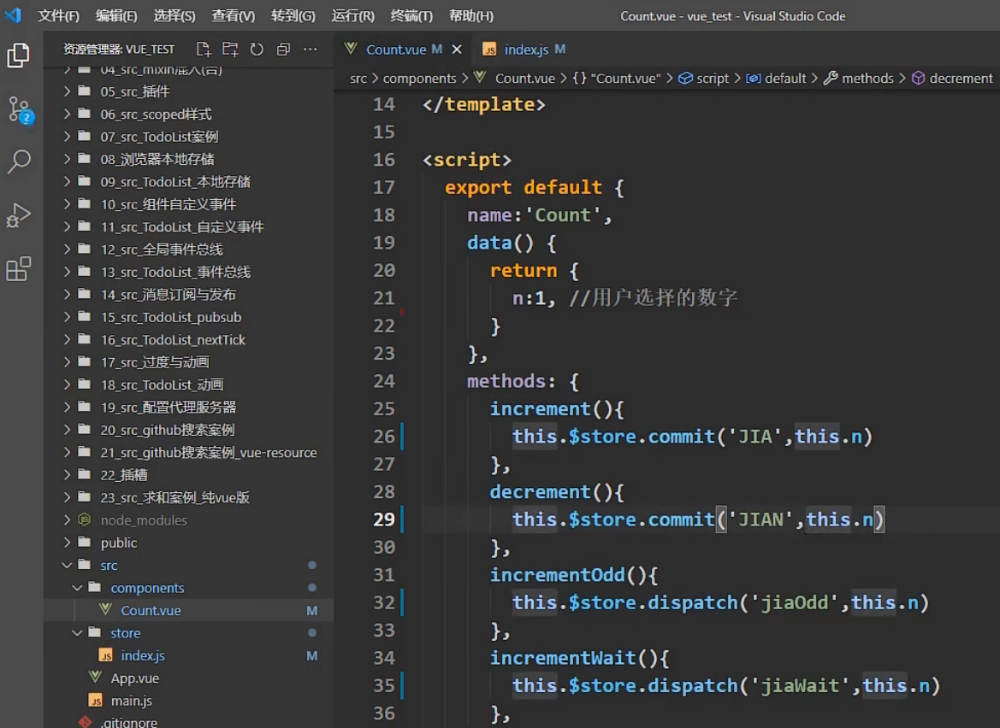 文件(F) 编辑(E) 选择(S) 查看(V) 转到(G) 运行(R) 终端(T) 帮助(H) Count.vue - vue_test - Visual Studio Code
资源管理器: VUE_TEST ···
04_src_mixin混入(合)
05_src_插件
06_src_scoped样式
07_src_TodoList案例
08_浏览器本地存储
09_src_TodoList_本地存储
10_src_组件自定义事件
11_src_TodoList_自定义事件
12_src_全局事件总线
13_src_TodoList_事件总线
14_src_消息订阅与发布
15_src_TodoList_pubsub
16_src_TodoList_nextTick
17_src_过度与动画
18_src_TodoList_动画
19_src_配置代理服务器
20_src_github搜索案例
21_src_github搜索案例_vue-resource
22_插槽
23_src_求和案例_纯vue版
node_modules
public
src
components
Count.vue M
store
JS index.js M
App.vue
JS main.js
.gitignore
2
Count.vue M × JS index.js M
src > components > Count.vue > {} "Count.vue" > script > default > methods > decrement
14 </template>
15
16 <script>
17 export default {
18 name:'Count',
19 data() {
20 return {
21 n:1, //用户选择的数字
22 }
23 },
24 methods: {
25 increment(){
26 this.$store.commit('JIA',this.n)
27 },
28 decrement(){
29 this.$store.commit('JIAN',this.n)
30 },
31 incrementOdd(){
32 this.$store.dispatch('jiaOdd',this.n)
33 },
34 incrementWait(){
35 this.$store.dispatch('jiaWait',this.n)
36 },